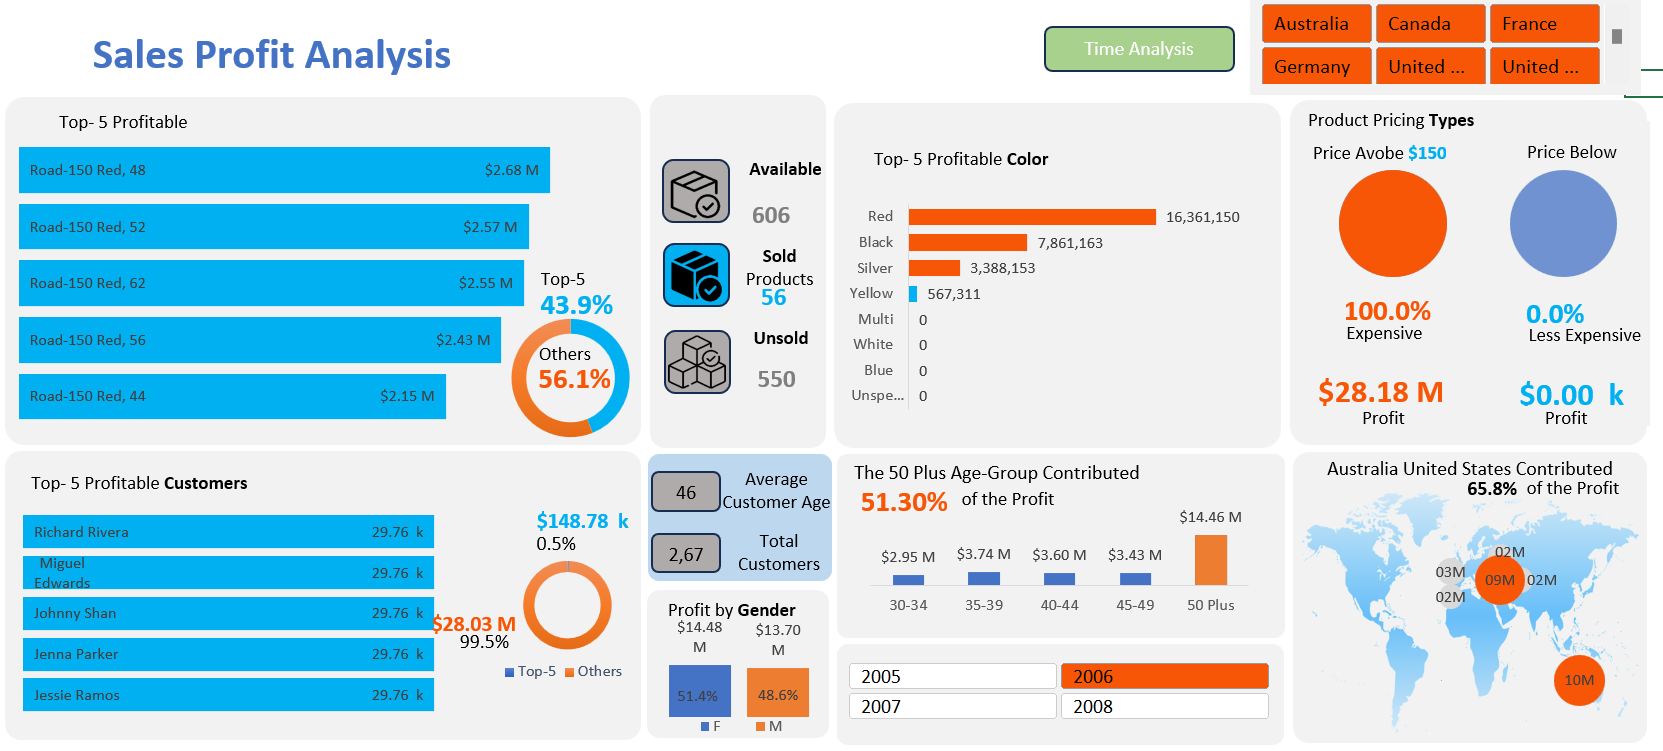 Sales Profit Analysis
Time Analysis
Australia
Canada
France
Germany
United ...
United ...
Top- 5 Profitable
Road-150 Red, 48
$2.68 M
Road-150 Red, 52
$2.57 M
Road-150 Red, 62
$2.55 M
Road-150 Red, 56
$2.43 M
Road-150 Red, 44
$2.15 M
Top-5
43.9%
Others
56.1%
Available
606
Sold
Products
56
Unsold
550
Top- 5 Profitable Color
Red
16,361,150
Black
7,861,163
Silver
3,388,153
Yellow
567,311
Multi
0
White
0
Blue
0
Unspe...
0
Product Pricing Types
Price Avobe $150
Price Below
100.0%
Expensive
0.0%
Less Expensive
$28.18 M
Profit
$0.00 k
Profit
Top- 5 Profitable Customers
Richard Rivera
29.76 k
Miguel
Edwards
29.76 k
Johnny Shan
29.76 k
Jenna Parker
29.76 k
Jessie Ramos
29.76 k
$148.78 k
0.5%
$28.03 M
99.5%
Top-5
Others
46
Average
Customer Age
2,67
Total
Customers
Profit by Gender
$14.48
M
$13.70
M
51.4%
48.6%
F
M
The 50 Plus Age-Group Contributed
51.30% of the Profit
$2.95 M
$3.74 M
$3.60 M
$3.43 M
$14.46 M
30-34
35-39
40-44
45-49
50 Plus
2005
2006
2007
2008
Australia United States Contributed
65.8% of the Profit
02M
03M
09M
02M
02M
10M